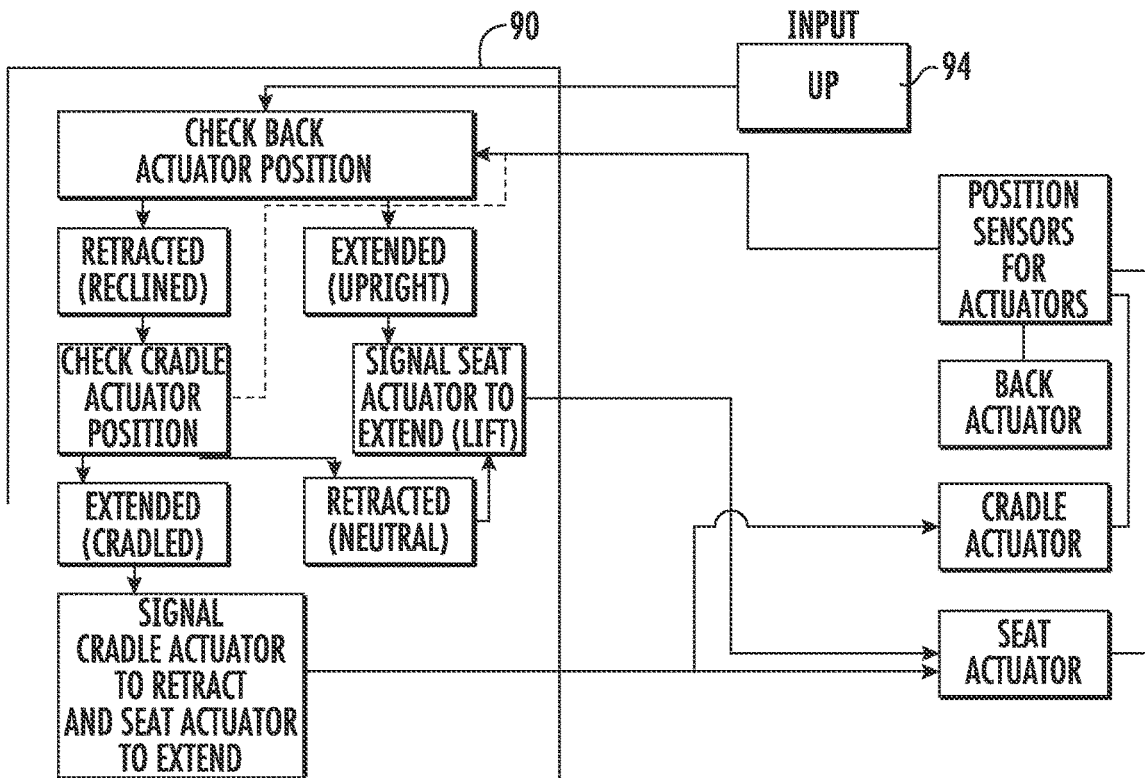 90
INPUT
UP
94
CHECK BACK
ACTUATOR POSITION
RETRACTED
(RECLINED)
EXTENDED
(UPRIGHT)
POSITION
SENSORS
FOR
ACTUATORS
CHECK CRADLE
ACTUATOR
POSITION
SIGNAL SEAT
ACTUATOR TO
EXTEND (LIFT)
BACK
ACTUATOR
EXTENDED
(CRADLED)
RETRACTED
(NEUTRAL)
CRADLE
ACTUATOR
SIGNAL
CRADLE ACTUATOR
TO RETRACT
AND SEAT ACTUATOR
TO EXTEND
SEAT
ACTUATOR